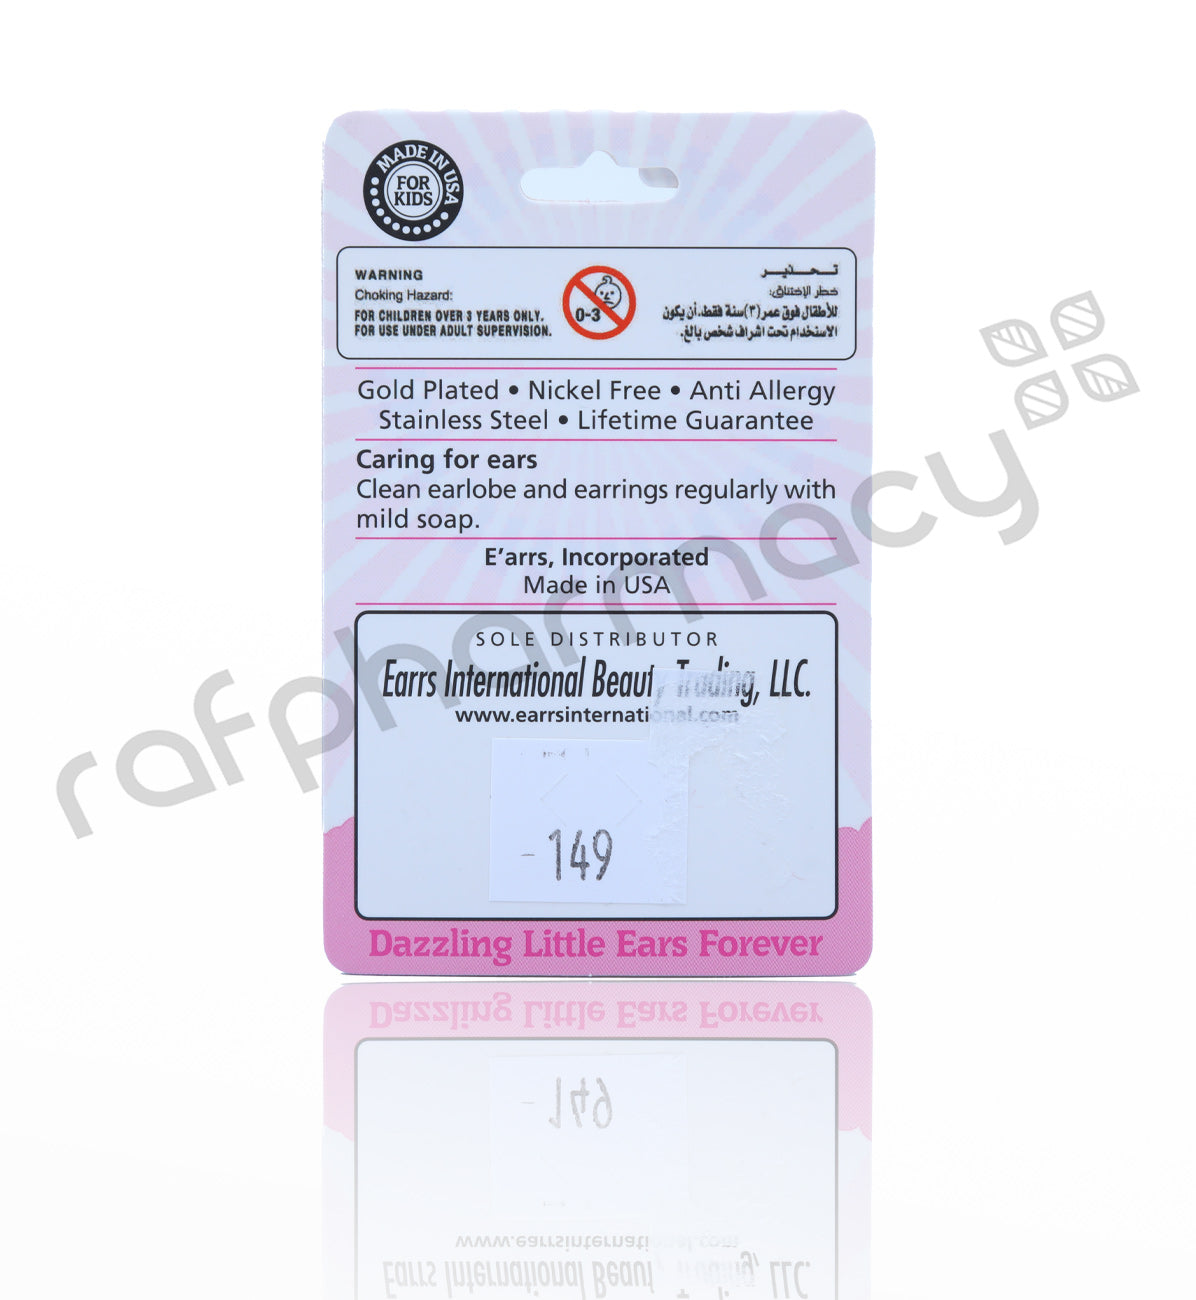 MADE IN USA
FOR
KIDS
WARNING
Choking Hazard:
FOR CHILDREN OVER 3 YEARS ONLY.
FOR USE UNDER ADULT SUPERVISION.
0-3
تحذير
خطر الإختناق:
للأطفال فوق عمر (٣) سنة فقط، أن يكون
الاستخدام تحت اشراف شخص بالغ.
Gold Plated • Nickel Free • Anti Allergy
Stainless Steel • Lifetime Guarantee
Caring for ears
Clean earlobe and earrings regularly with
mild soap.
E'arrs, Incorporated
Made in USA
SOLE DISTRIBUTOR
Earrs International Beauty Trading, LLC.
www.earrsinternational.com
- 149
Dazzling Little Ears Forever
rafpharmacy